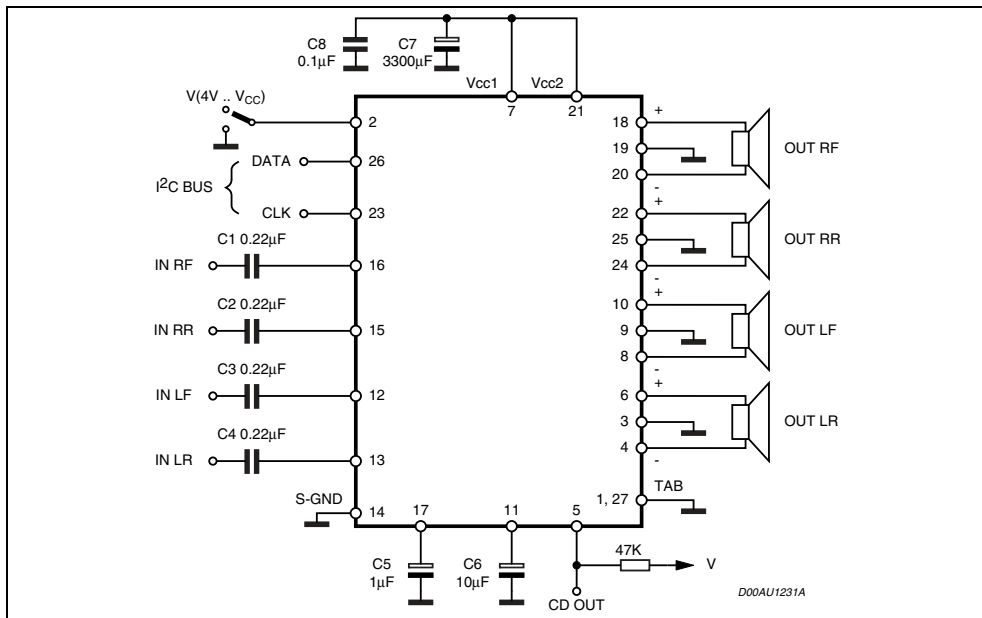 C8
0.1μF
C7
3300μF
Vcc1
Vcc2
7
21
V(4V .. VCC)
2
I2C BUS
DATA
26
CLK
23
C1 0.22μF
IN RF
16
C2 0.22μF
IN RR
15
C3 0.22μF
IN LF
12
C4 0.22μF
IN LR
13
S-GND
14
18
+
19
20
-
OUT RF
22
+
25
24
-
OUT RR
10
+
9
8
-
OUT LF
6
+
3
4
-
OUT LR
1, 27
TAB
17
11
5
C5
1μF
C6
10μF
47K
V
CD OUT
D00AU1231A